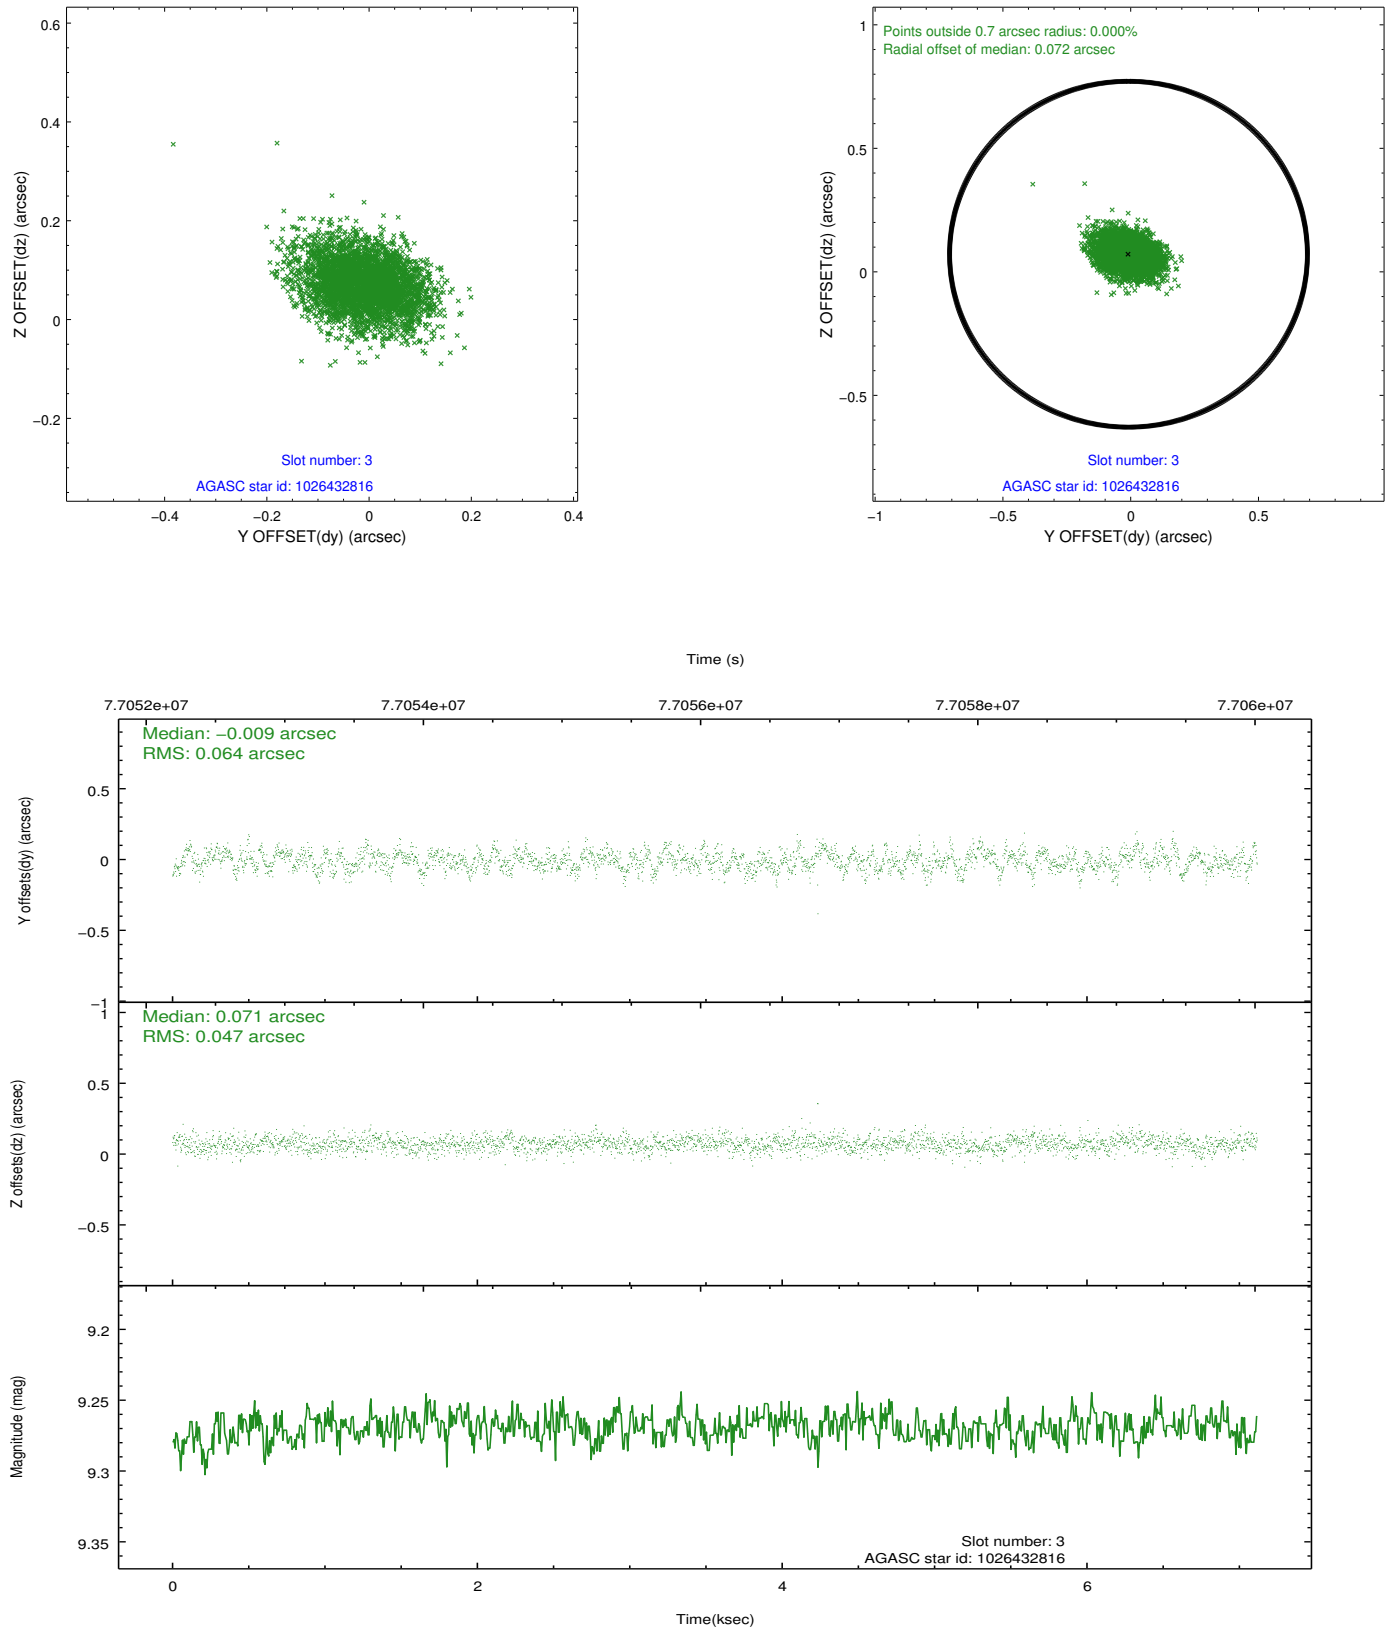 0.6
0.4
0.2
0
−0.2
Z OFFSET(dz) (arcsec)
Slot number: 3
AGASC star id: 1026432816
−0.4 −0.2 0 0.2 0.4
Y OFFSET(dy) (arcsec)
Points outside 0.7 arcsec radius: 0.000%
Radial offset of median: 0.072 arcsec
1
0.5
0
−0.5
Z OFFSET(dz) (arcsec)
Slot number: 3
AGASC star id: 1026432816
−1 −0.5 0 0.5
Y OFFSET(dy) (arcsec)
Time (s)
7.7052e+07 7.7054e+07 7.7056e+07 7.7058e+07 7.706e+07
Median: −0.009 arcsec
RMS: 0.064 arcsec
0.5
0
−0.5
−1
Y offsets(dy) (arcsec)
Median: 0.071 arcsec
RMS: 0.047 arcsec
1
0.5
0
−0.5
Z offsets(dz) (arcsec)
9.2
9.25
9.3
9.35
Magnitude (mag)
Slot number: 3
AGASC star id: 1026432816
0 2 4 6
Time(ksec)